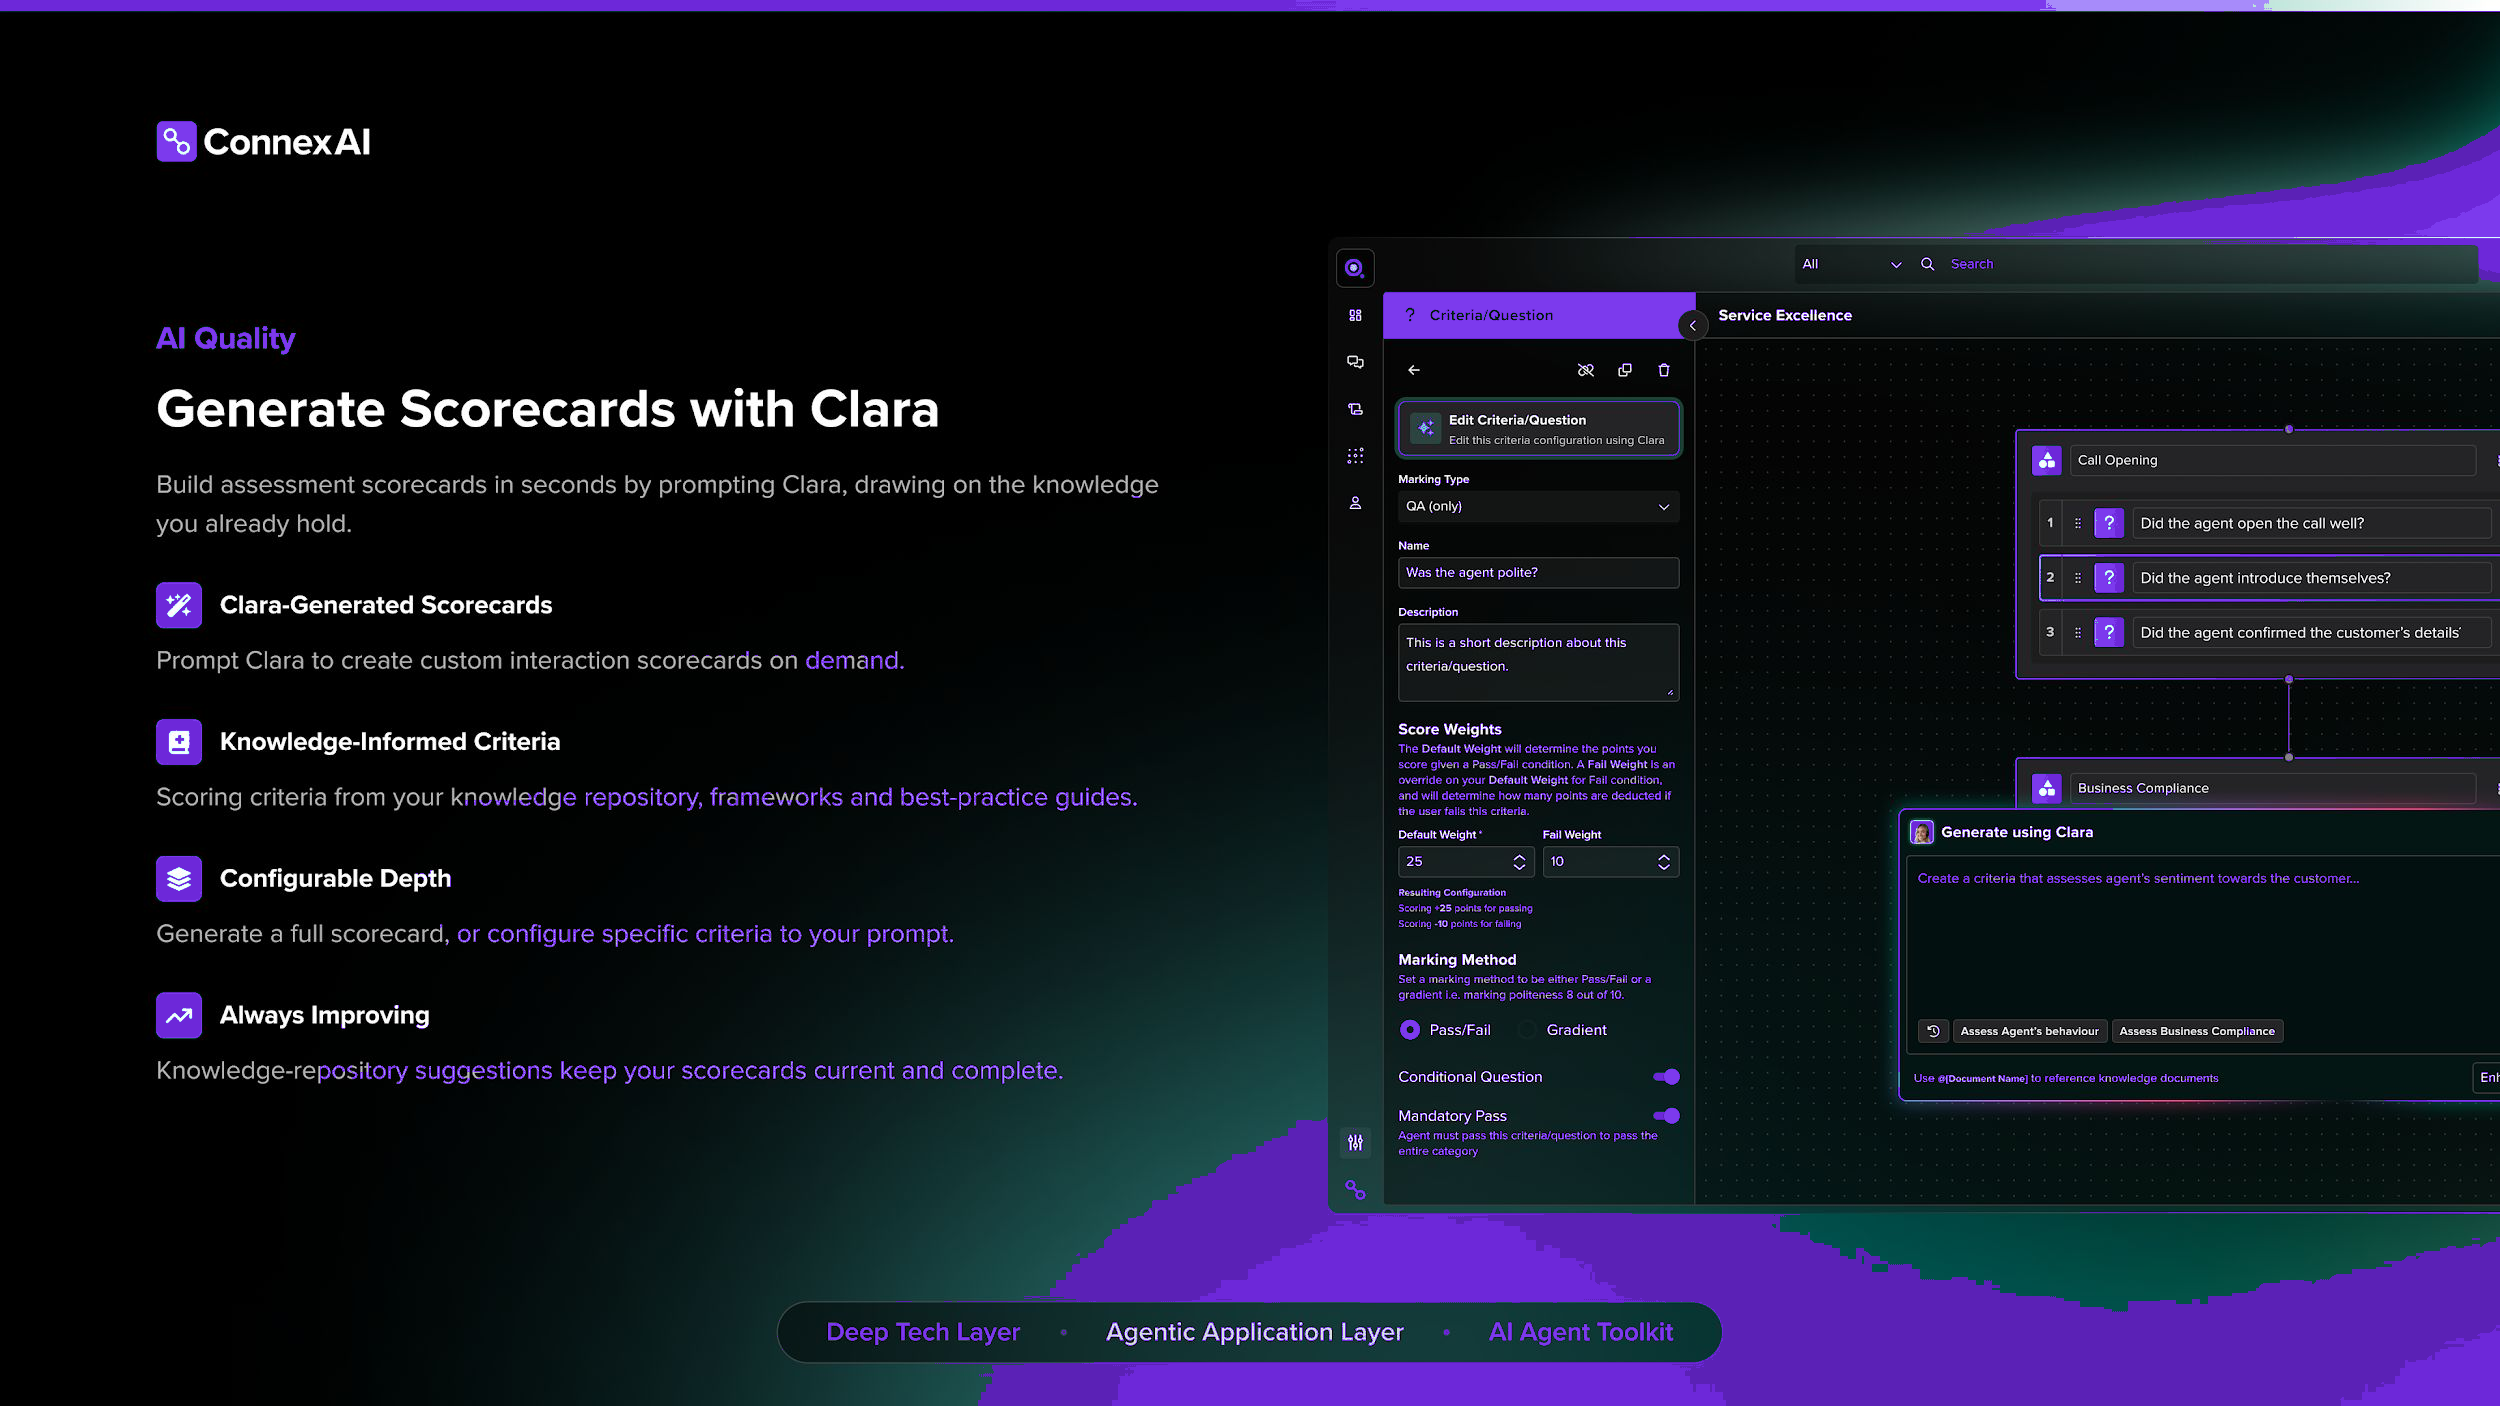 ConnexAI
AI Quality
Generate Scorecards with Clara
Build assessment scorecards in seconds by prompting Clara, drawing on the knowledge
you already hold.
Clara-Generated Scorecards
Prompt Clara to create custom interaction scorecards on demand.
Knowledge-Informed Criteria
Scoring criteria from your knowledge repository, frameworks and best-practice guides.
Configurable Depth
Generate a full scorecard, or configure specific criteria to your prompt.
Always Improving
Knowledge-repository suggestions keep your scorecards current and complete.
All
Search
? Criteria/Question
Service Excellence
Edit Criteria/Question
Edit this criteria configuration using Clara
Marking Type
QA (only)
Name
Was the agent polite?
Description
This is a short description about this
criteria/question.
Score Weights
The Default Weight will determine the points you
score given a Pass/Fail condition. A Fail Weight is an
override on your Default Weight for Fail condition,
and will determine how many points are deducted if
the user fails this criteria.
Default Weight* Fail Weight
25 10
Resulting Configuration
Scoring +25 points for passing
Scoring -10 points for failing
Marking Method
Set a marking method to be either Pass/Fail or a
gradient i.e. marking politeness 8 out of 10.
Pass/Fail Gradient
Conditional Question
Mandatory Pass
Agent must pass this criteria/question to pass the
entire category
Call Opening
1 ? Did the agent open the call well?
2 ? Did the agent introduce themselves?
3 ? Did the agent confirmed the customer's details
Business Compliance
Generate using Clara
Create a criteria that assesses agent's sentiment towards the customer...
Assess Agent's behaviour Assess Business Compliance
Use @[Document Name] to reference knowledge documents
Deep Tech Layer • Agentic Application Layer • AI Agent Toolkit